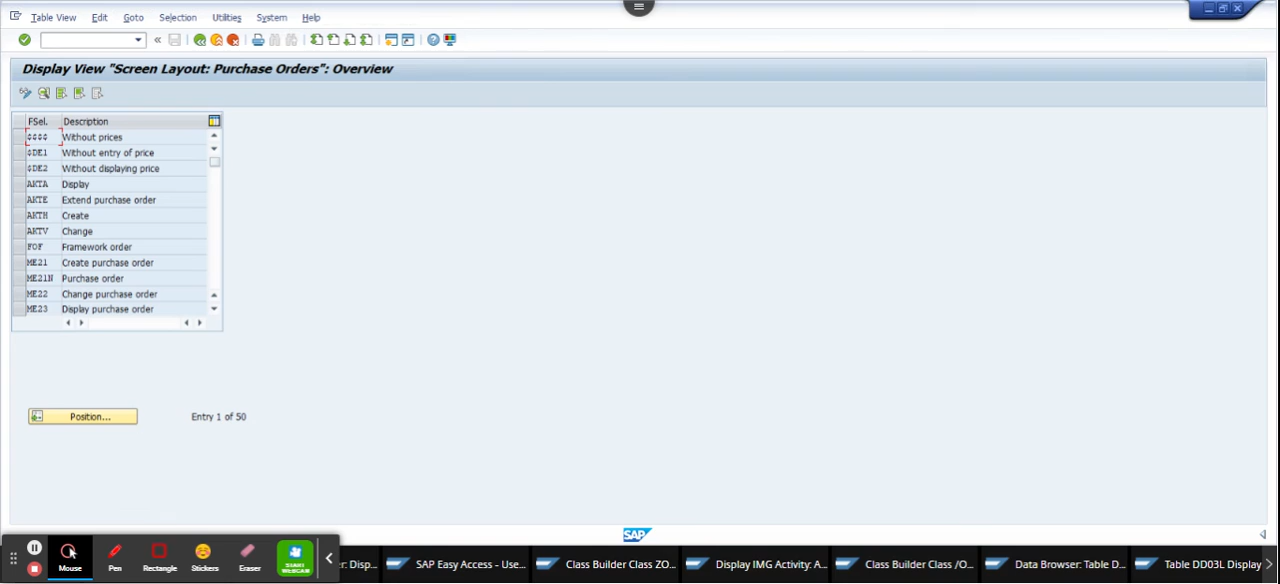 Table View Edit Goto Selection Utilities System Help
Display View "Screen Layout: Purchase Orders": Overview
FSel. Description
$$$$ Without prices
$DE1 Without entry of price
$DE2 Without displaying price
AKTA Display
AKTE Extend purchase order
AKTH Create
AKTV Change
FOF Framework order
ME21 Create purchase order
ME21N Purchase order
ME22 Change purchase order
ME23 Display purchase order
Position... Entry 1 of 50
SAP
Mouse Pen Rectangle Stickers Eraser START WEBCAM
er: Disp... SAP Easy Access - Use... Class Builder Class ZO... Display IMG Activity: A... Class Builder Class /O... Data Browser: Table D... Table DD03L Display